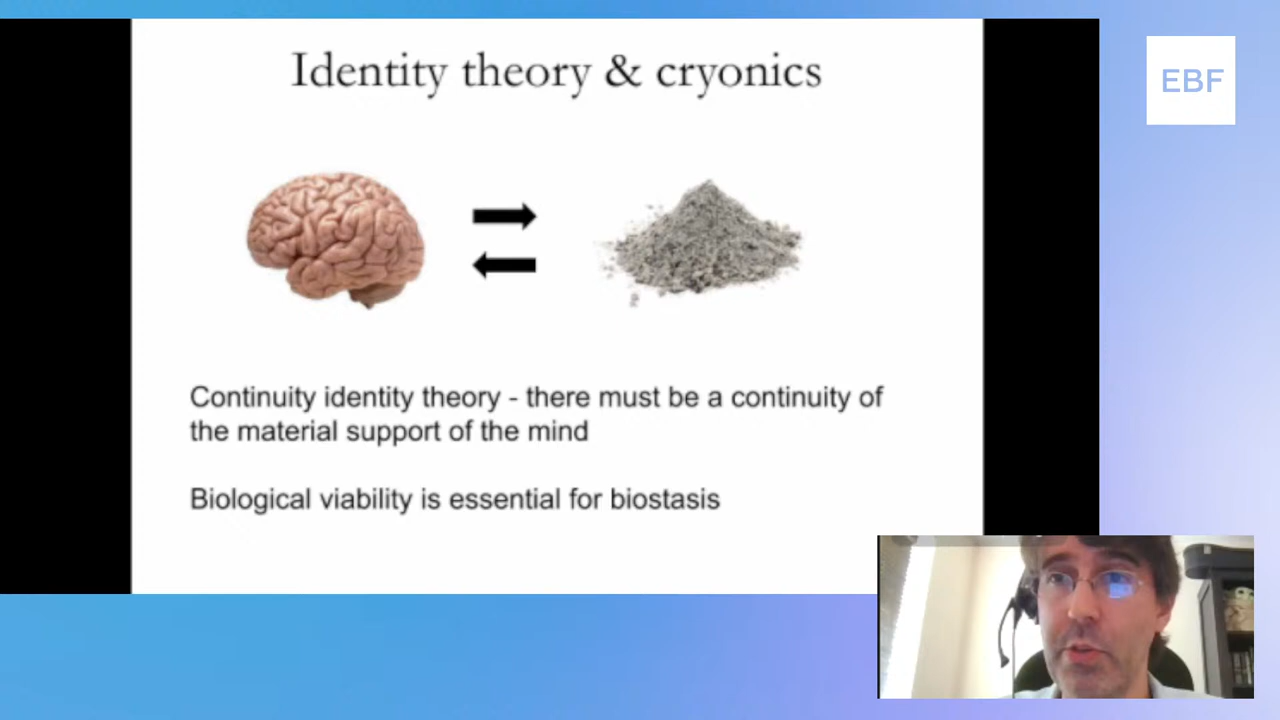 Identity theory & cryonics
EBF
Continuity identity theory - there must be a continuity of
the material support of the mind
Biological viability is essential for biostasis